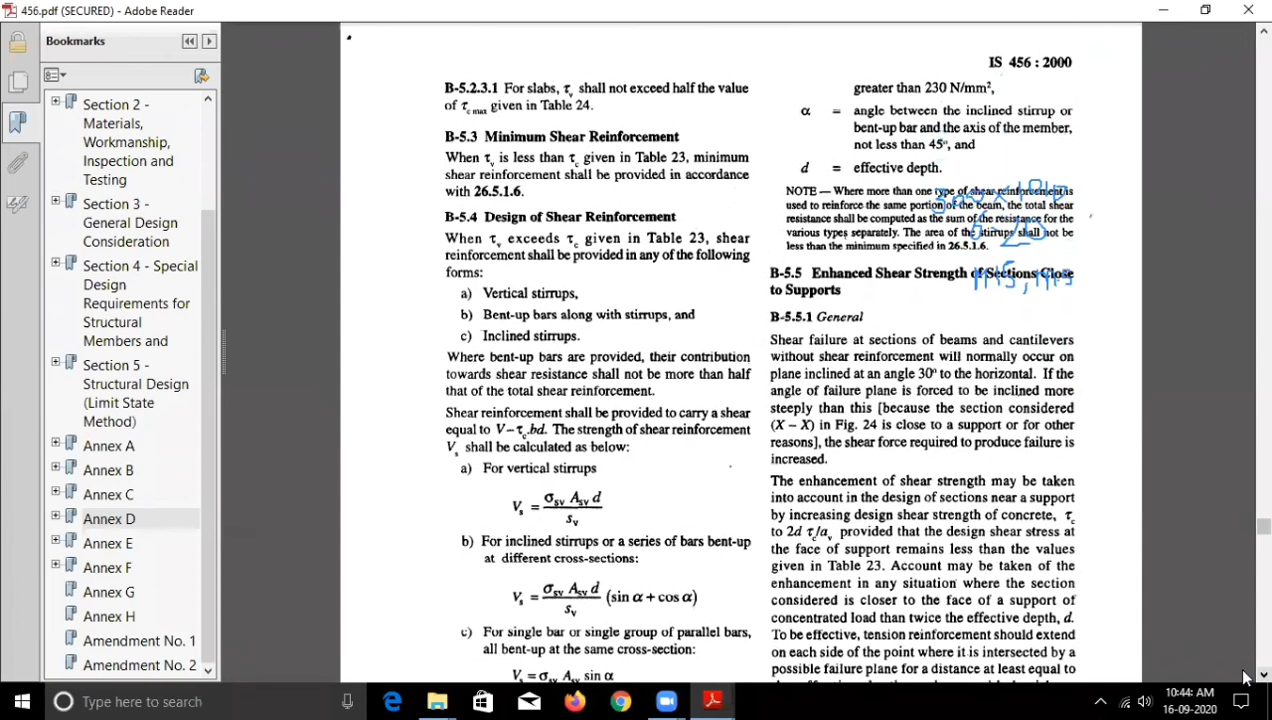 456.pdf (SECURED) - Adobe Reader
Bookmarks
Section 2 -
Materials,
Workmanship,
Inspection and
Testing
Section 3 -
General Design
Consideration
Section 4 - Special
Design
Requirements for
Structural
Members and
Section 5 -
Structural Design
(Limit State
Method)
Annex A
Annex B
Annex C
Annex D
Annex E
Annex F
Annex G
Annex H
Amendment No. 1
Amendment No. 2
IS 456 : 2000
B-5.2.3.1 For slabs, τv shall not exceed half the value
of τc max given in Table 24.
B-5.3 Minimum Shear Reinforcement
When τv is less than τc given in Table 23, minimum
shear reinforcement shall be provided in accordance
with 26.5.1.6.
B-5.4 Design of Shear Reinforcement
When τv exceeds τc given in Table 23, shear
reinforcement shall be provided in any of the following
forms:
a) Vertical stirrups,
b) Bent-up bars along with stirrups, and
c) Inclined stirrups.
Where bent-up bars are provided, their contribution
towards shear resistance shall not be more than half
that of the total shear reinforcement.
Shear reinforcement shall be provided to carry a shear
equal to V – τc.bd. The strength of shear reinforcement
Vs shall be calculated as below:
a) For vertical stirrups
Vs = σsv Asv d / sv
b) For inclined stirrups or a series of bars bent-up
at different cross-sections:
Vs = σsv Asv d / sv (sin α + cos α)
c) For single bar or single group of parallel bars,
all bent-up at the same cross-section:
Vs = σsv Asv sin α
greater than 230 N/mm²,
α = angle between the inclined stirrup or
bent-up bar and the axis of the member,
not less than 45°, and
d = effective depth.
NOTE — Where more than one type of shear reinforcement is
used to reinforce the same portion of the beam, the total shear
resistance shall be computed as the sum of the resistance for the
various types separately. The area of the stirrups shall not be
less than the minimum specified in 26.5.1.6.
B-5.5 Enhanced Shear Strength of Sections Close
to Supports
B-5.5.1 General
Shear failure at sections of beams and cantilevers
without shear reinforcement will normally occur on
plane inclined at an angle 30° to the horizontal. If the
angle of failure plane is forced to be inclined more
steeply than this [because the section considered
(X – X) in Fig. 24 is close to a support or for other
reasons], the shear force required to produce failure is
increased.
The enhancement of shear strength may be taken
into account in the design of sections near a support
by increasing design shear strength of concrete, τc
to 2d τc/av provided that the design shear stress at
the face of support remains less than the values
given in Table 23. Account may be taken of the
enhancement in any situation where the section
considered is closer to the face of a support of
concentrated load than twice the effective depth, d.
To be effective, tension reinforcement should extend
on each side of the point where it is intersected by a
possible failure plane for a distance at least equal to
Type here to search
10:44: AM
16-09-2020